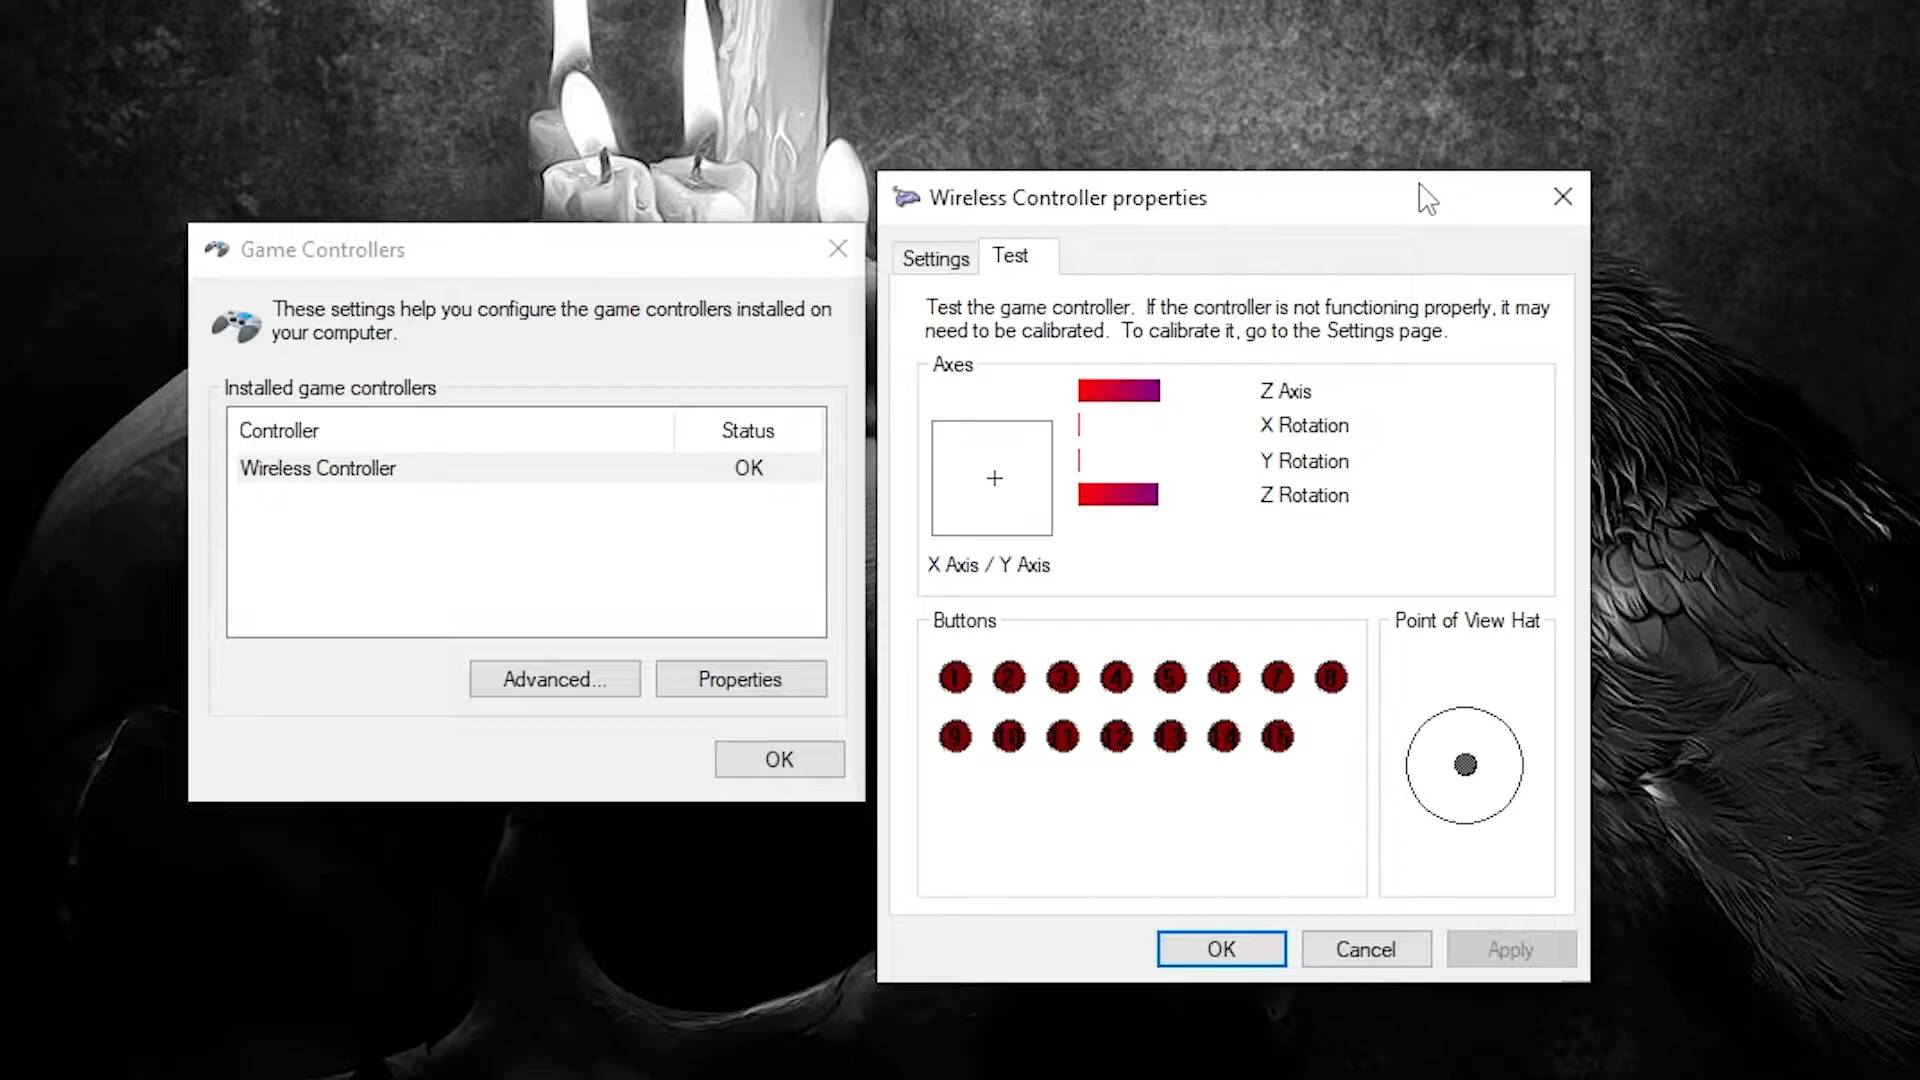 Game Controllers
These settings help you configure the game controllers installed on
your computer.
Installed game controllers
Controller Status
Wireless Controller OK
Advanced... Properties
OK
Wireless Controller properties
Settings Test
Test the game controller. If the controller is not functioning properly, it may
need to be calibrated. To calibrate it, go to the Settings page.
Axes
Z Axis
X Rotation
Y Rotation
Z Rotation
X Axis / Y Axis
Buttons
1 2 3 4 5 6 7 8
9 10 11 12 13 14 15
Point of View Hat
OK Cancel Apply